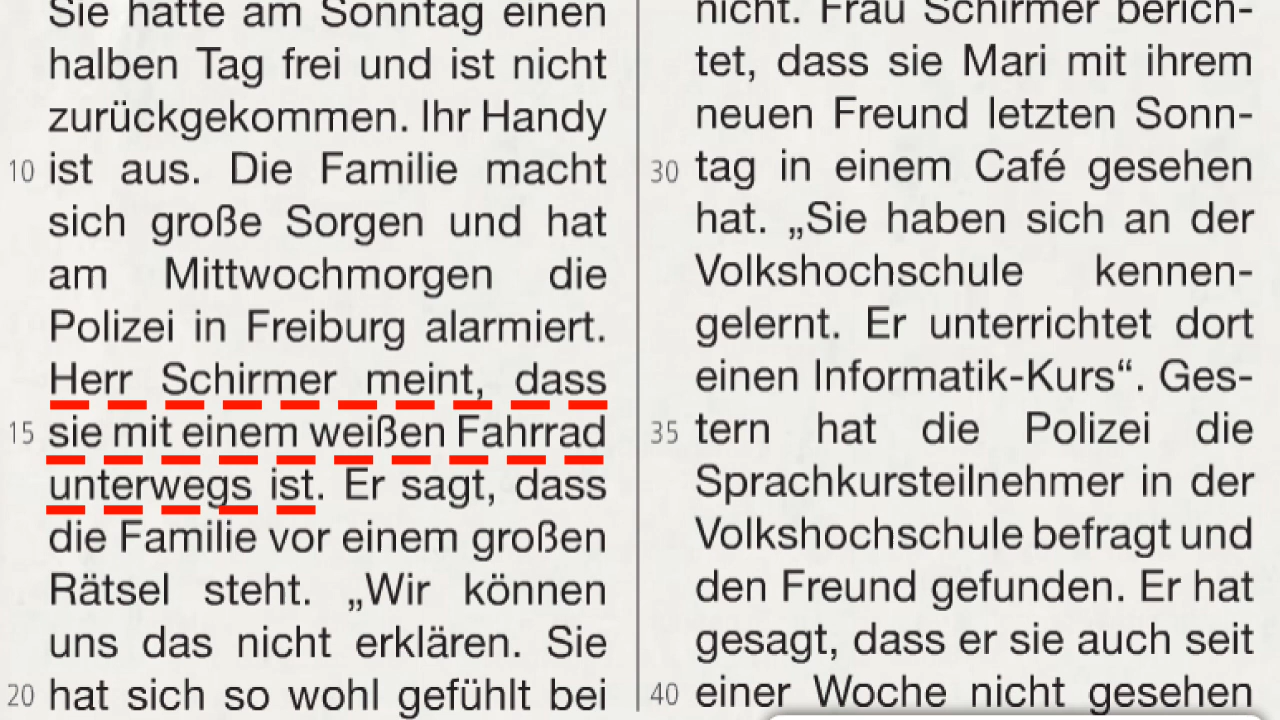 Sie hatte am Sonntag einen
halben Tag frei und ist nicht
zurückgekommen. Ihr Handy
10 ist aus. Die Familie macht
sich große Sorgen und hat
am Mittwochmorgen die
Polizei in Freiburg alarmiert.
Herr Schirmer meint, dass
15 sie mit einem weißen Fahrrad
unterwegs ist. Er sagt, dass
die Familie vor einem großen
Rätsel steht. „Wir können
uns das nicht erklären. Sie
20 hat sich so wohl gefühlt bei
nicht. Frau Schirmer berich-
tet, dass sie Mari mit ihrem
neuen Freund letzten Sonn-
30 tag in einem Café gesehen
hat. „Sie haben sich an der
Volkshochschule kennen-
gelernt. Er unterrichtet dort
einen Informatik-Kurs“. Ges-
35 tern hat die Polizei die
Sprachkursteilnehmer in der
Volkshochschule befragt und
den Freund gefunden. Er hat
gesagt, dass er sie auch seit
40 einer Woche nicht gesehen